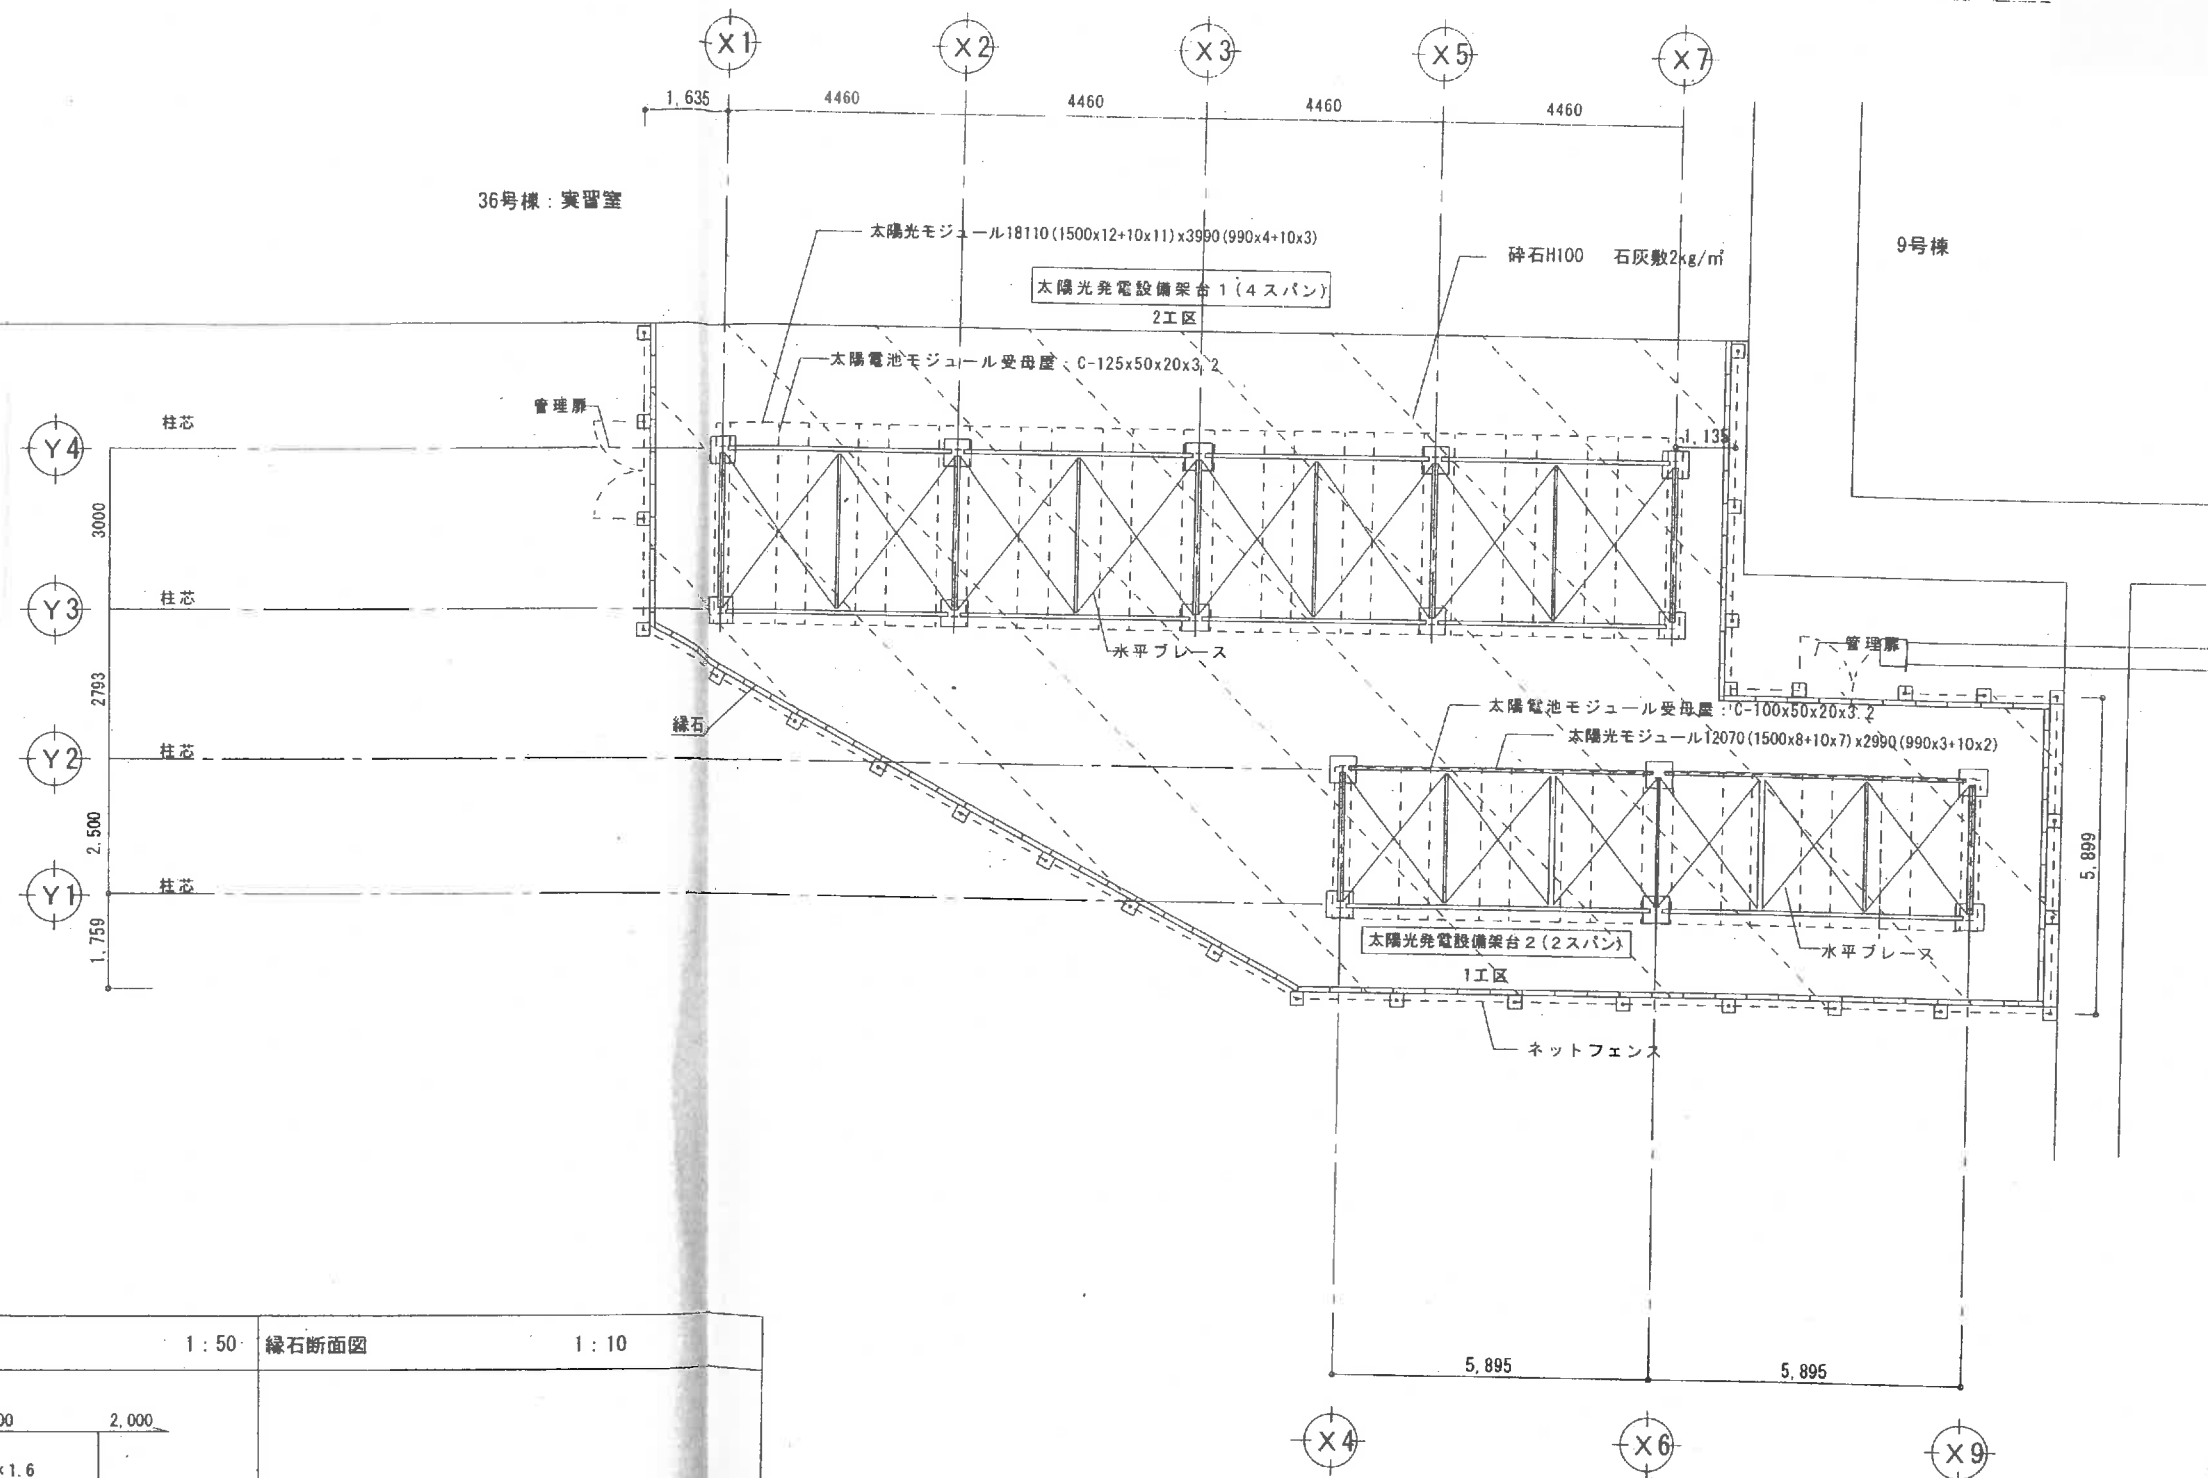 X1 X2 X3 X5 X7
1,635 4460 4460 4460 4460
36号棟：実習室
太陽光モジュール18110(1500x12+10x11)x3990(990x4+10x3)
砕石H100 石灰敷2kg/㎡
9号棟
太陽光発電設備架台1(4スパン)
2工区
太陽電池モジュール受母屋：C-125x50x20x3.2
管理扉
Y4 柱芯
1,135
3000
Y3 柱芯
水平ブレース
管理扉
2793
縁石
太陽電池モジュール受母屋：C-100x50x20x3.2
太陽光モジュール12070(1500x8+10x7)x2990(990x3+10x2)
Y2 柱芯
2,500
5,899
Y1 柱芯
1,759
太陽光発電設備架台2(2スパン)
水平ブレース
1工区
ネットフェンス
1:50 縁石断面図 1:10
5,895 5,895
00 2,000
x1.6
X4 X6 X9